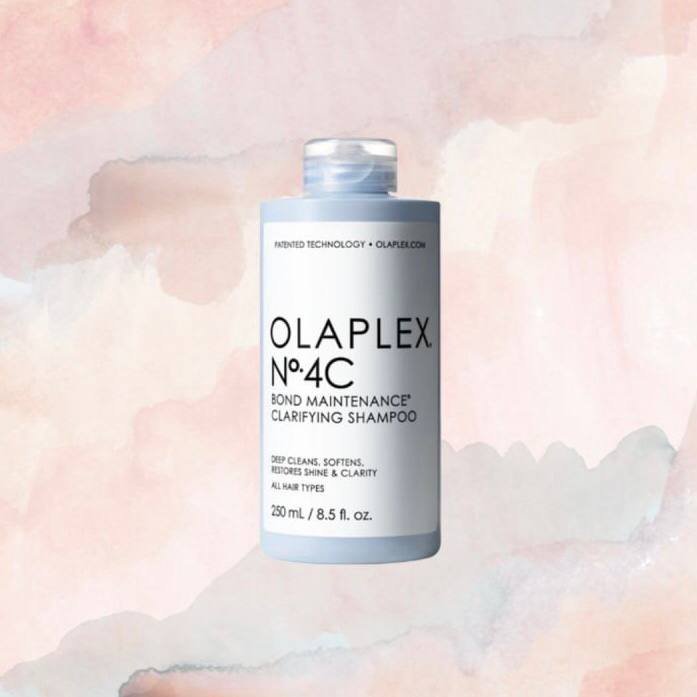 PATENTED TECHNOLOGY • OLAPLEX.COM
OLAPLEX.
Nº.4C
BOND MAINTENANCE®
CLARIFYING SHAMPOO
DEEP CLEANS, SOFTENS,
RESTORES SHINE & CLARITY
ALL HAIR TYPES
250 mL / 8.5 fl. oz.